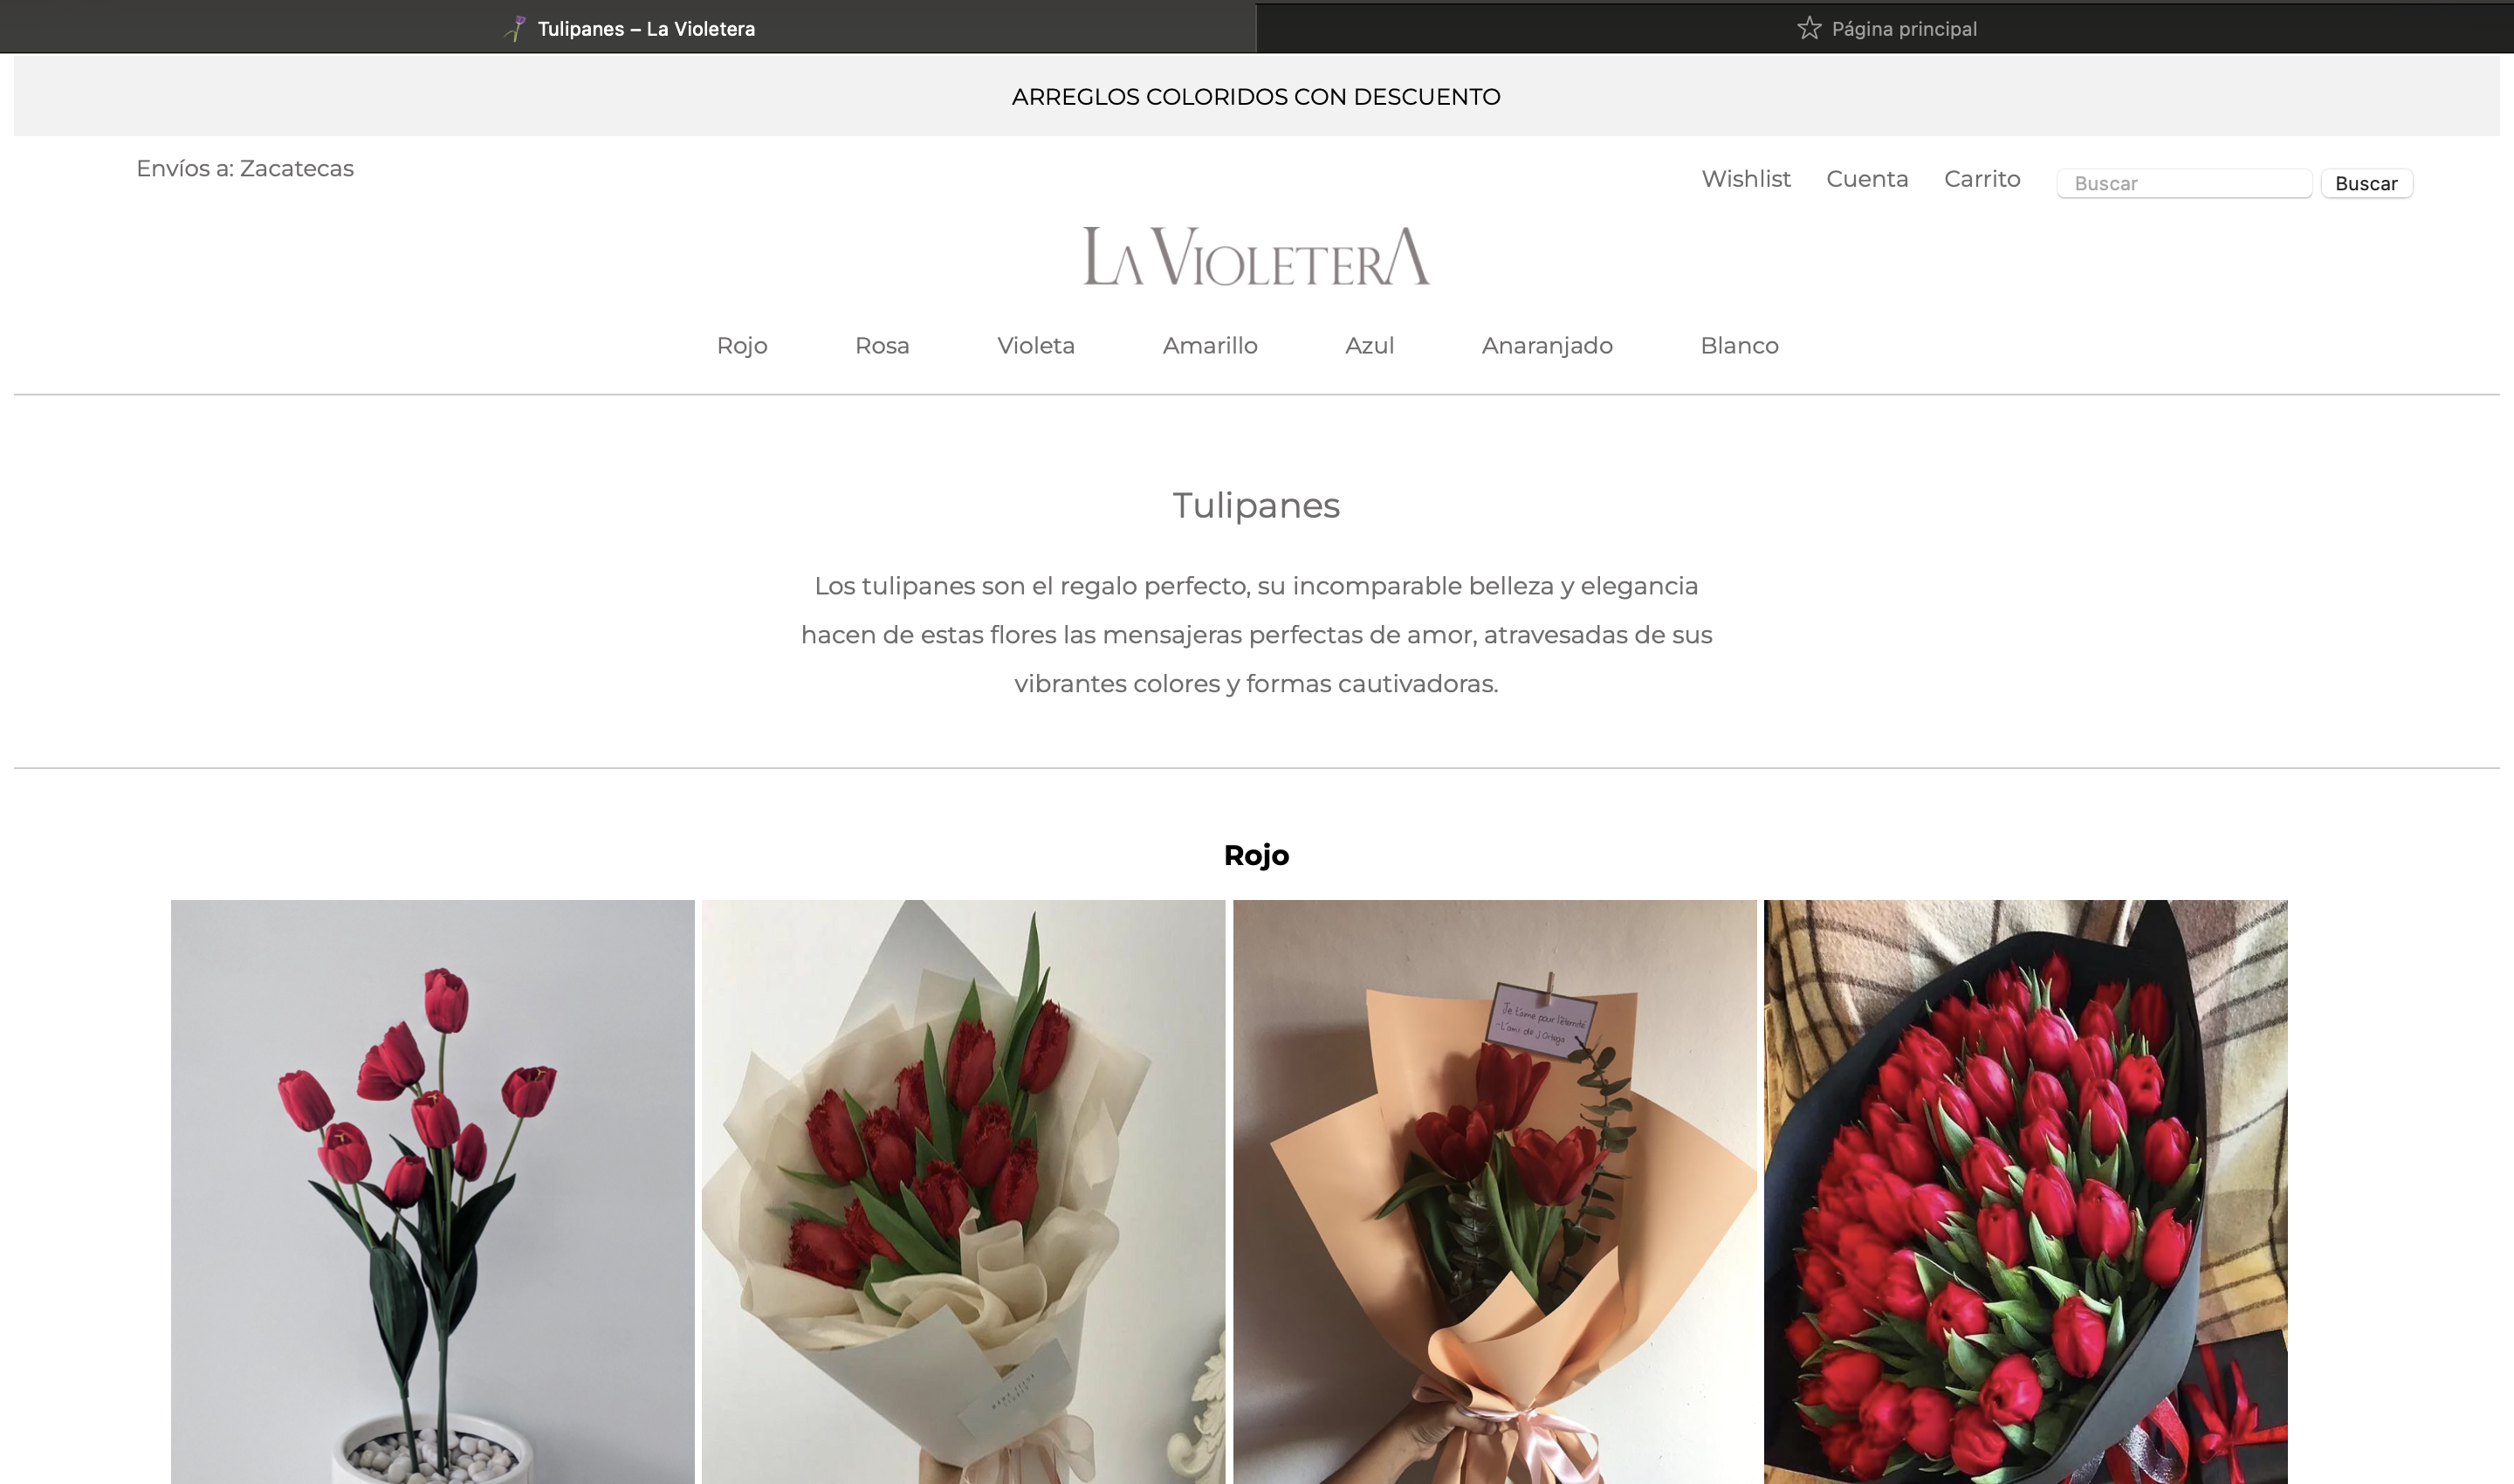 Tulipanes – La Violetera
Página principal
ARREGLOS COLORIDOS CON DESCUENTO
Envíos a: Zacatecas
Wishlist Cuenta Carrito Buscar Buscar
LA VIOLETERA
Rojo Rosa Violeta Amarillo Azul Anaranjado Blanco
Tulipanes
Los tulipanes son el regalo perfecto, su incomparable belleza y elegancia
hacen de estas flores las mensajeras perfectas de amor, atravesadas de sus
vibrantes colores y formas cautivadoras.
Rojo
Je t'aime pour l'éternité
-L'ami de J Ortega